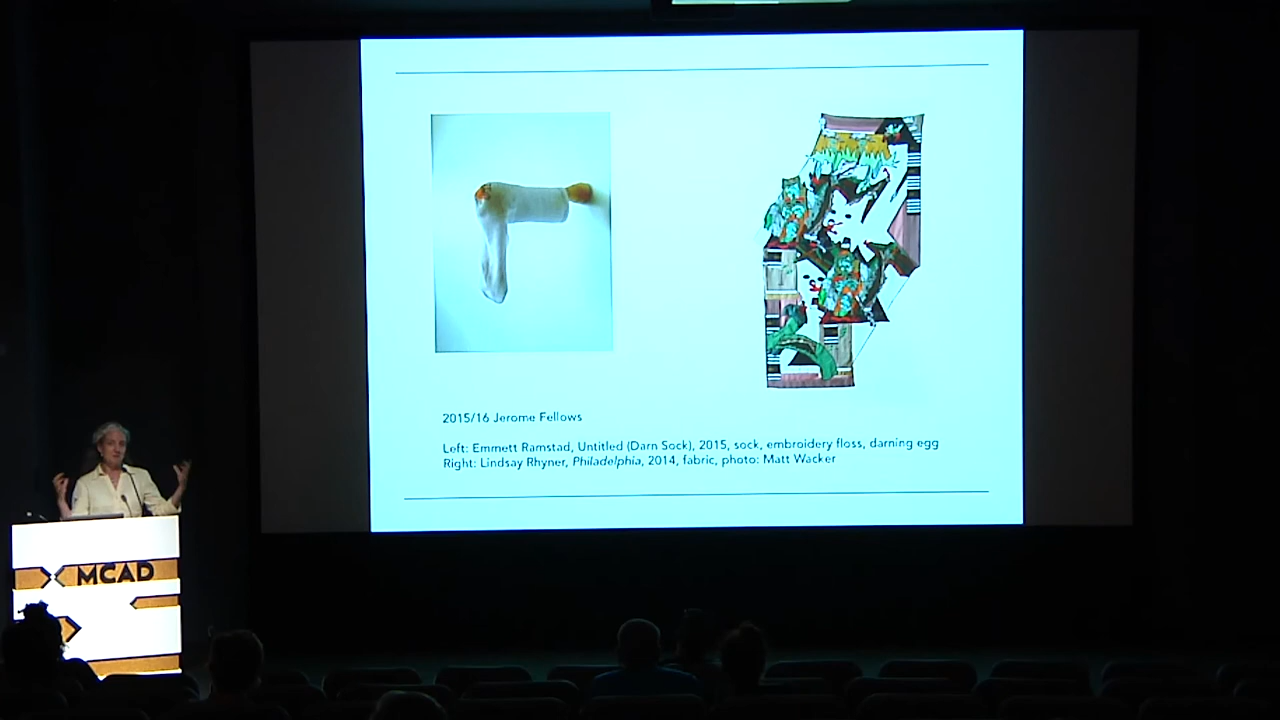 2015/16 Jerome Fellows
Left: Emmett Ramstad, Untitled (Darn Sock), 2015, sock, embroidery floss, darning egg
Right: Lindsay Rhyner, Philadelphia, 2014, fabric, photo: Matt Wacker
MCAD